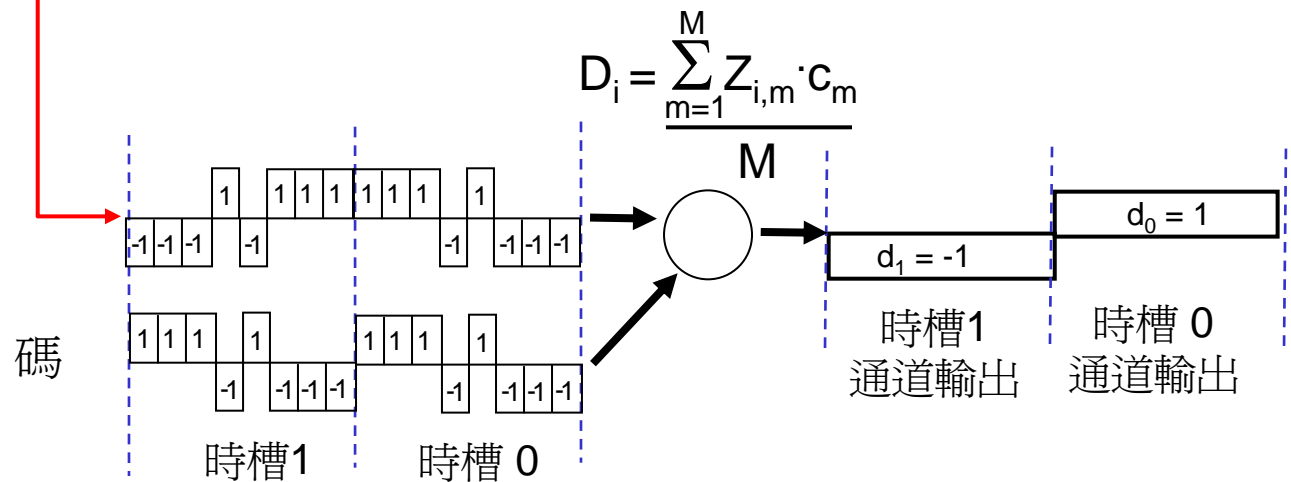 D_i = \sum_{m=1}^{M} Z_{i,m} \cdot c_m
M
1 1 1 1 1 1 1 1
-1 -1 -1 -1 -1 -1 -1 -1
d_0 = 1
d_1 = -1
1 1 1 1 1 1 1 1
-1 -1 -1 -1 -1 -1 -1 -1
碼
時槽1
通道輸出
時槽 0
通道輸出
時槽1
時槽 0